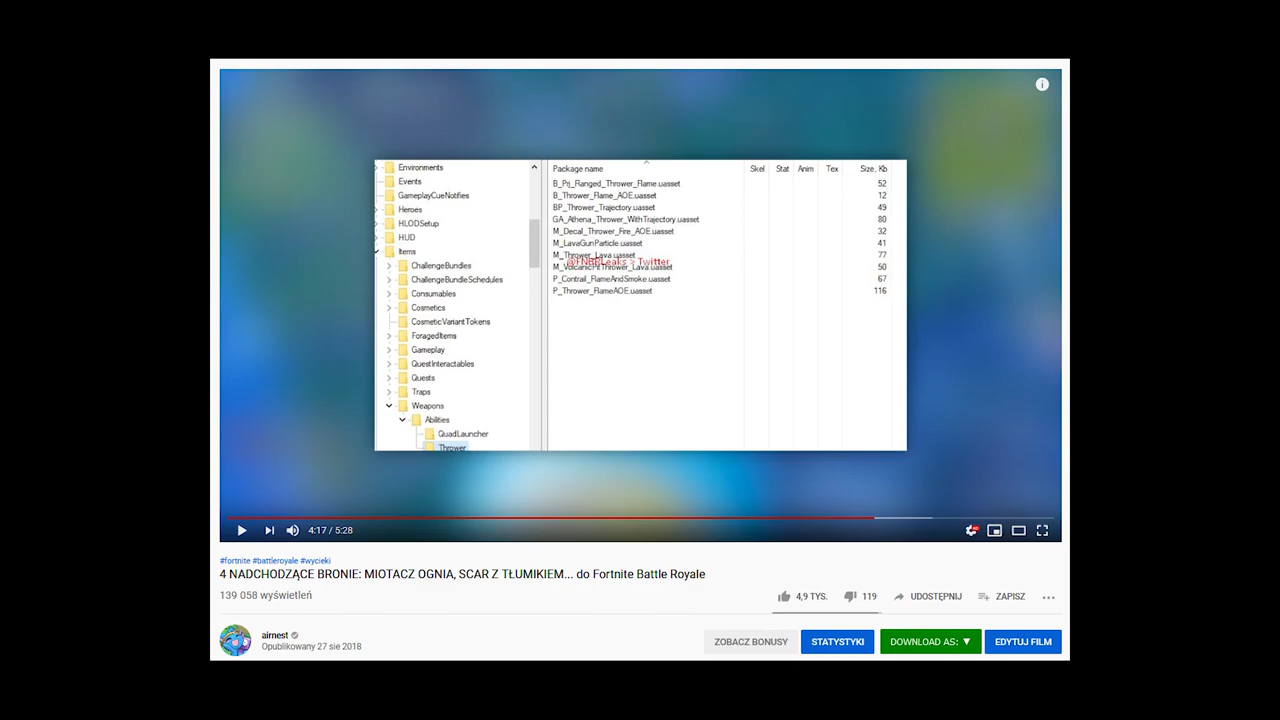 Environments
Events
GameplayCueNotifies
Heroes
HLODSetup
HUD
Items
ChallengeBundles
ChallengeBundleSchedules
Consumables
Cosmetics
CosmeticVariantTokens
ForagedItems
Gameplay
QuestInteractables
Quests
Traps
Weapons
Abilities
QuadLauncher
Thrower
Package name Skel Stat Anim Tex Size, Kb
B_Prj_Ranged_Thrower_Flame.uasset 52
B_Thrower_Flame_AOE.uasset 12
BP_Thrower_Trajectory.uasset 49
GA_Athena_Thrower_WithTrajectory.uasset 80
M_Decal_Thrower_Fire_AOE.uasset 32
M_LavaGunParticle.uasset 41
M_Thrower_Lava.uasset 77
@FNBRLeaks > Twitter
M_VolcanicPitThrower_Lava.uasset 50
P_Contrail_FlameAndSmoke.uasset 67
P_Thrower_FlameAOE.uasset 116
4:17 / 5:28
#fortnite #battleroyale #wycieki
4 NADCHODZĄCE BRONIE: MIOTACZ OGNIA, SCAR Z TŁUMIKIEM... do Fortnite Battle Royale
139 058 wyświetleń
4,9 TYS. 119 UDOSTĘPNIJ ZAPISZ
airnest
Opublikowany 27 sie 2018
ZOBACZ BONUSY STATYSTYKI DOWNLOAD AS: ▼ EDYTUJ FILM